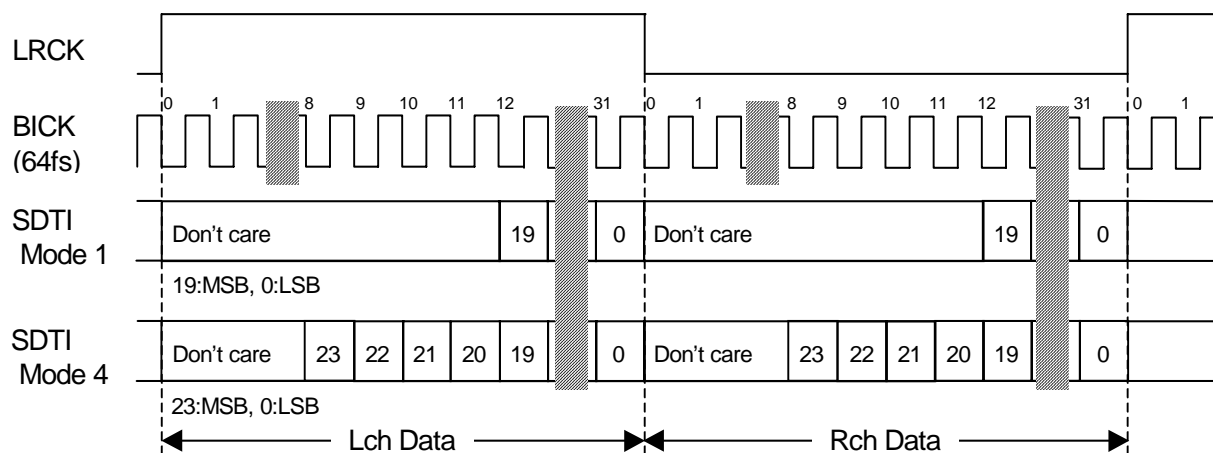 LRCK
0 1 8 9 10 11 12 31 0 1 8 9 10 11 12 31 0 1
BICK
(64fs)
SDTI
Mode 1
Don't care 19 0 Don't care 19 0
19:MSB, 0:LSB
SDTI
Mode 4
Don't care 23 22 21 20 19 0 Don't care 23 22 21 20 19 0
23:MSB, 0:LSB
Lch Data Rch Data